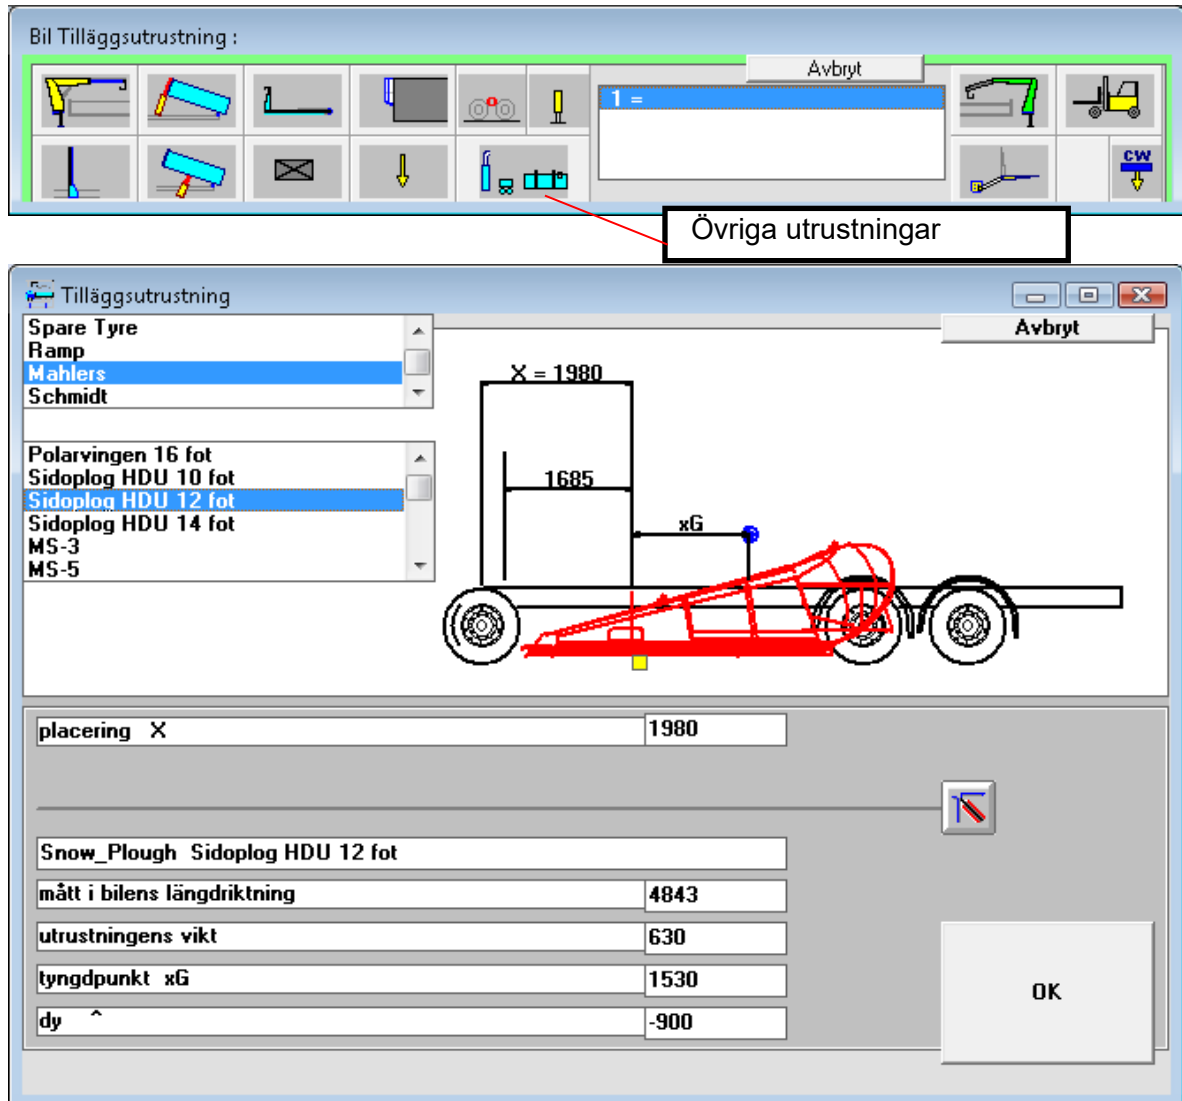 Bil Tilläggsutrustning :
Avbryt
1 =
CW
Övriga utrustningar
Tilläggsutrustning
Avbryt
Spare Tyre
Ramp
Mahlers
Schmidt
Polarvingen 16 fot
Sidoplog HDU 10 fot
Sidoplog HDU 12 fot
Sidoplog HDU 14 fot
MS-3
MS-5
X = 1980
1685
xG
placering X 1980
Snow_Plough Sidoplog HDU 12 fot
mått i bilens längdriktning 4843
utrustningens vikt 630
tyngdpunkt xG 1530
dy ^ -900
OK